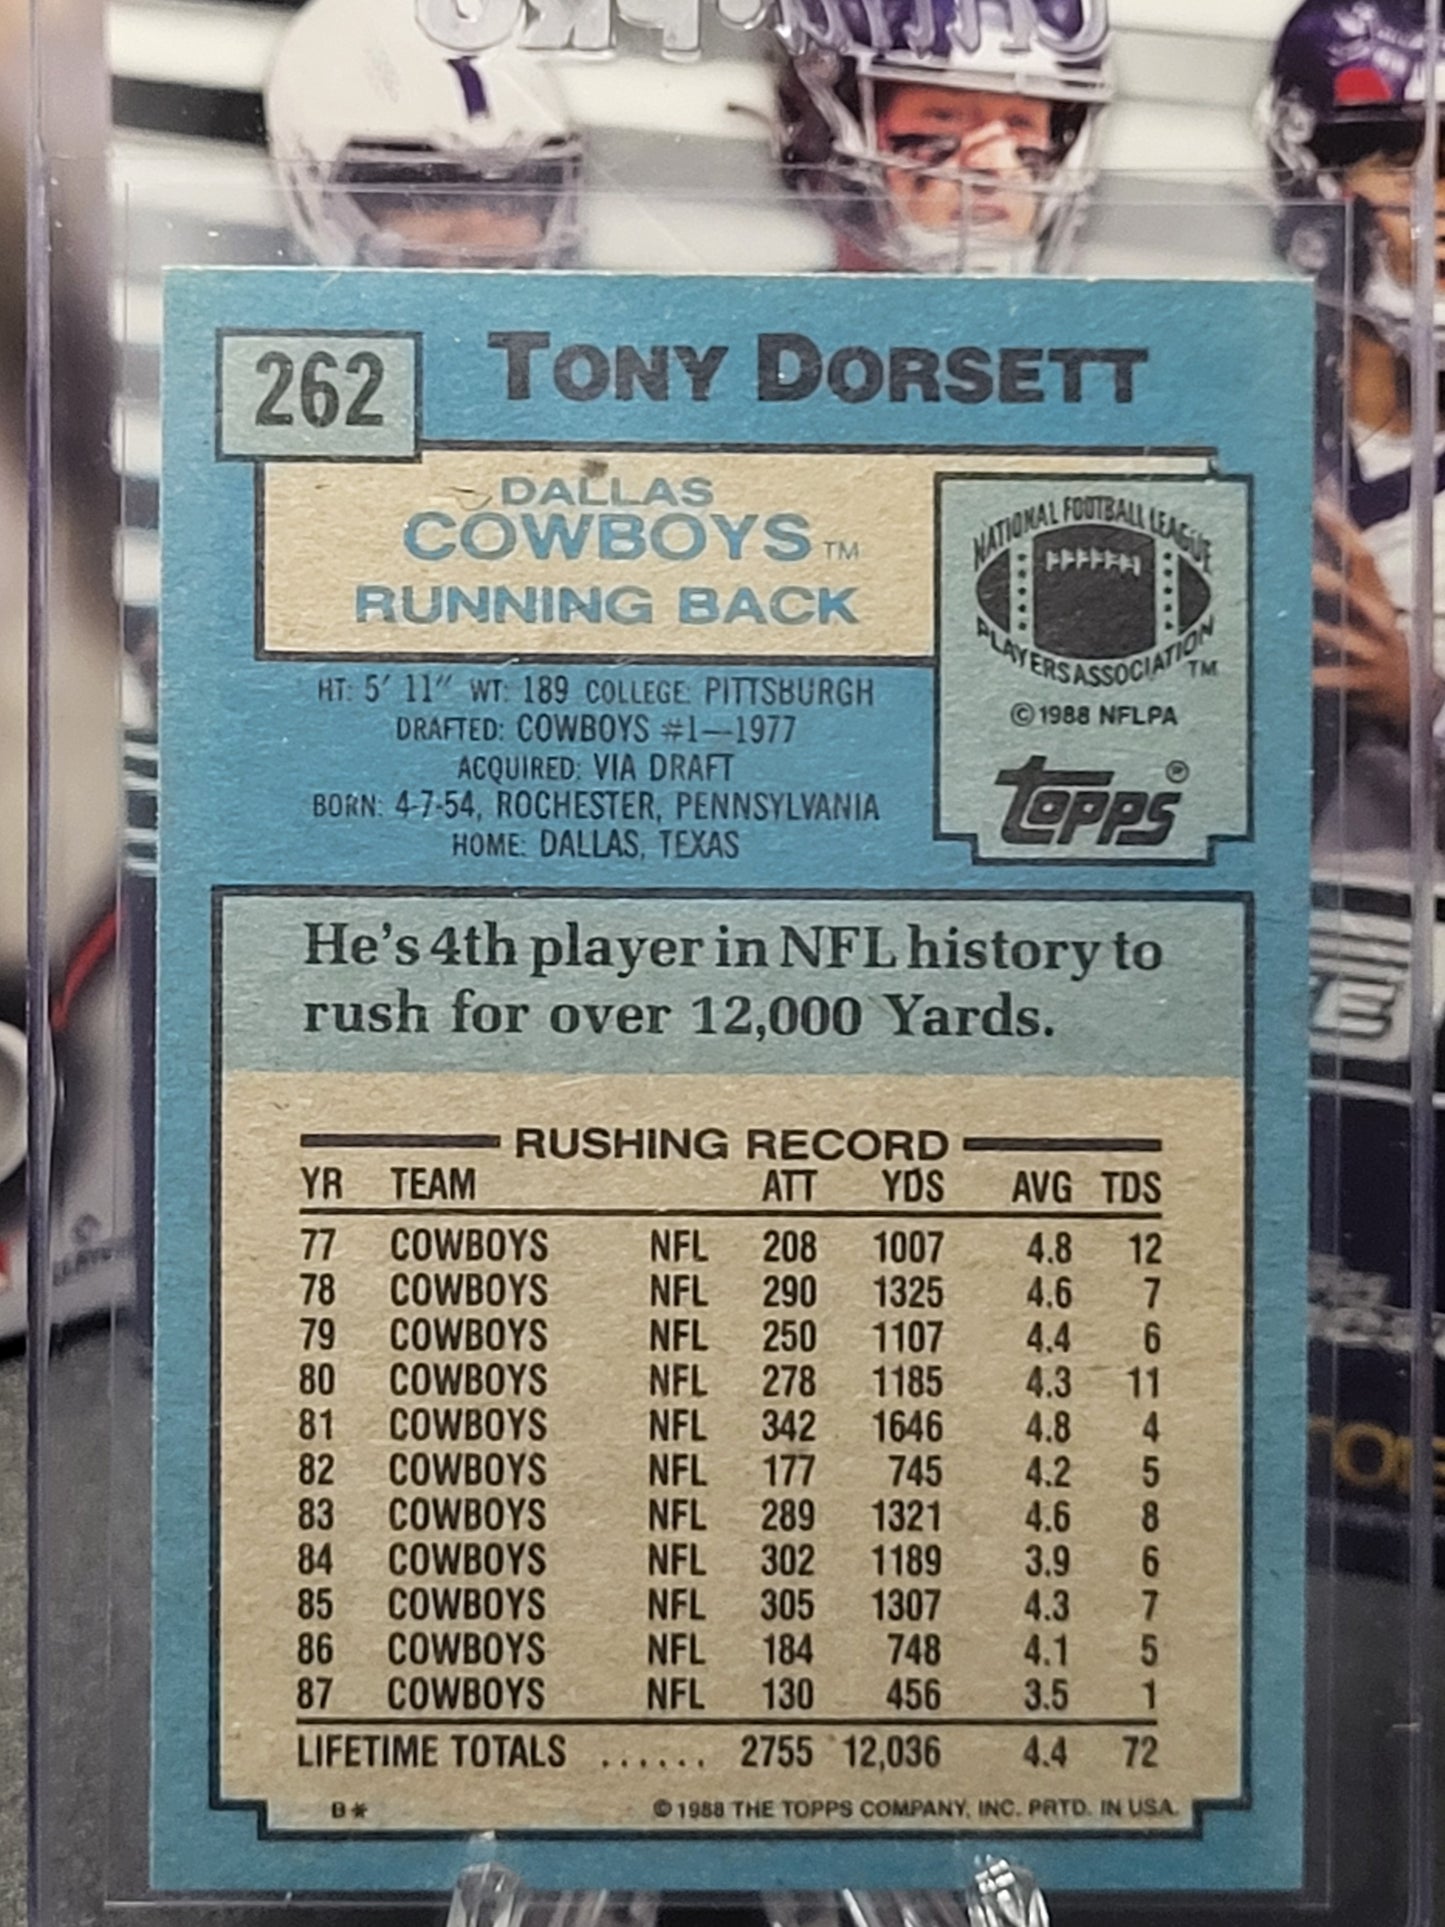 262
TONY DORSETT
DALLAS
COWBOYS TM
RUNNING BACK
NATIONAL FOOTBALL LEAGUE
PLAYERS ASSOCIATION TM
© 1988 NFLPA
topps ®
HT: 5′ 11″ WT: 189 COLLEGE: PITTSBURGH
DRAFTED: COWBOYS #1—1977
ACQUIRED: VIA DRAFT
BORN: 4-7-54, ROCHESTER, PENNSYLVANIA
HOME: DALLAS, TEXAS
He's 4th player in NFL history to
rush for over 12,000 Yards.
RUSHING RECORD
YR TEAM ATT YDS AVG TDS
77 COWBOYS NFL 208 1007 4.8 12
78 COWBOYS NFL 290 1325 4.6 7
79 COWBOYS NFL 250 1107 4.4 6
80 COWBOYS NFL 278 1185 4.3 11
81 COWBOYS NFL 342 1646 4.8 4
82 COWBOYS NFL 177 745 4.2 5
83 COWBOYS NFL 289 1321 4.6 8
84 COWBOYS NFL 302 1189 3.9 6
85 COWBOYS NFL 305 1307 4.3 7
86 COWBOYS NFL 184 748 4.1 5
87 COWBOYS NFL 130 456 3.5 1
LIFETIME TOTALS ...... 2755 12,036 4.4 72
B* © 1988 THE TOPPS COMPANY, INC. PRTD. IN USA.